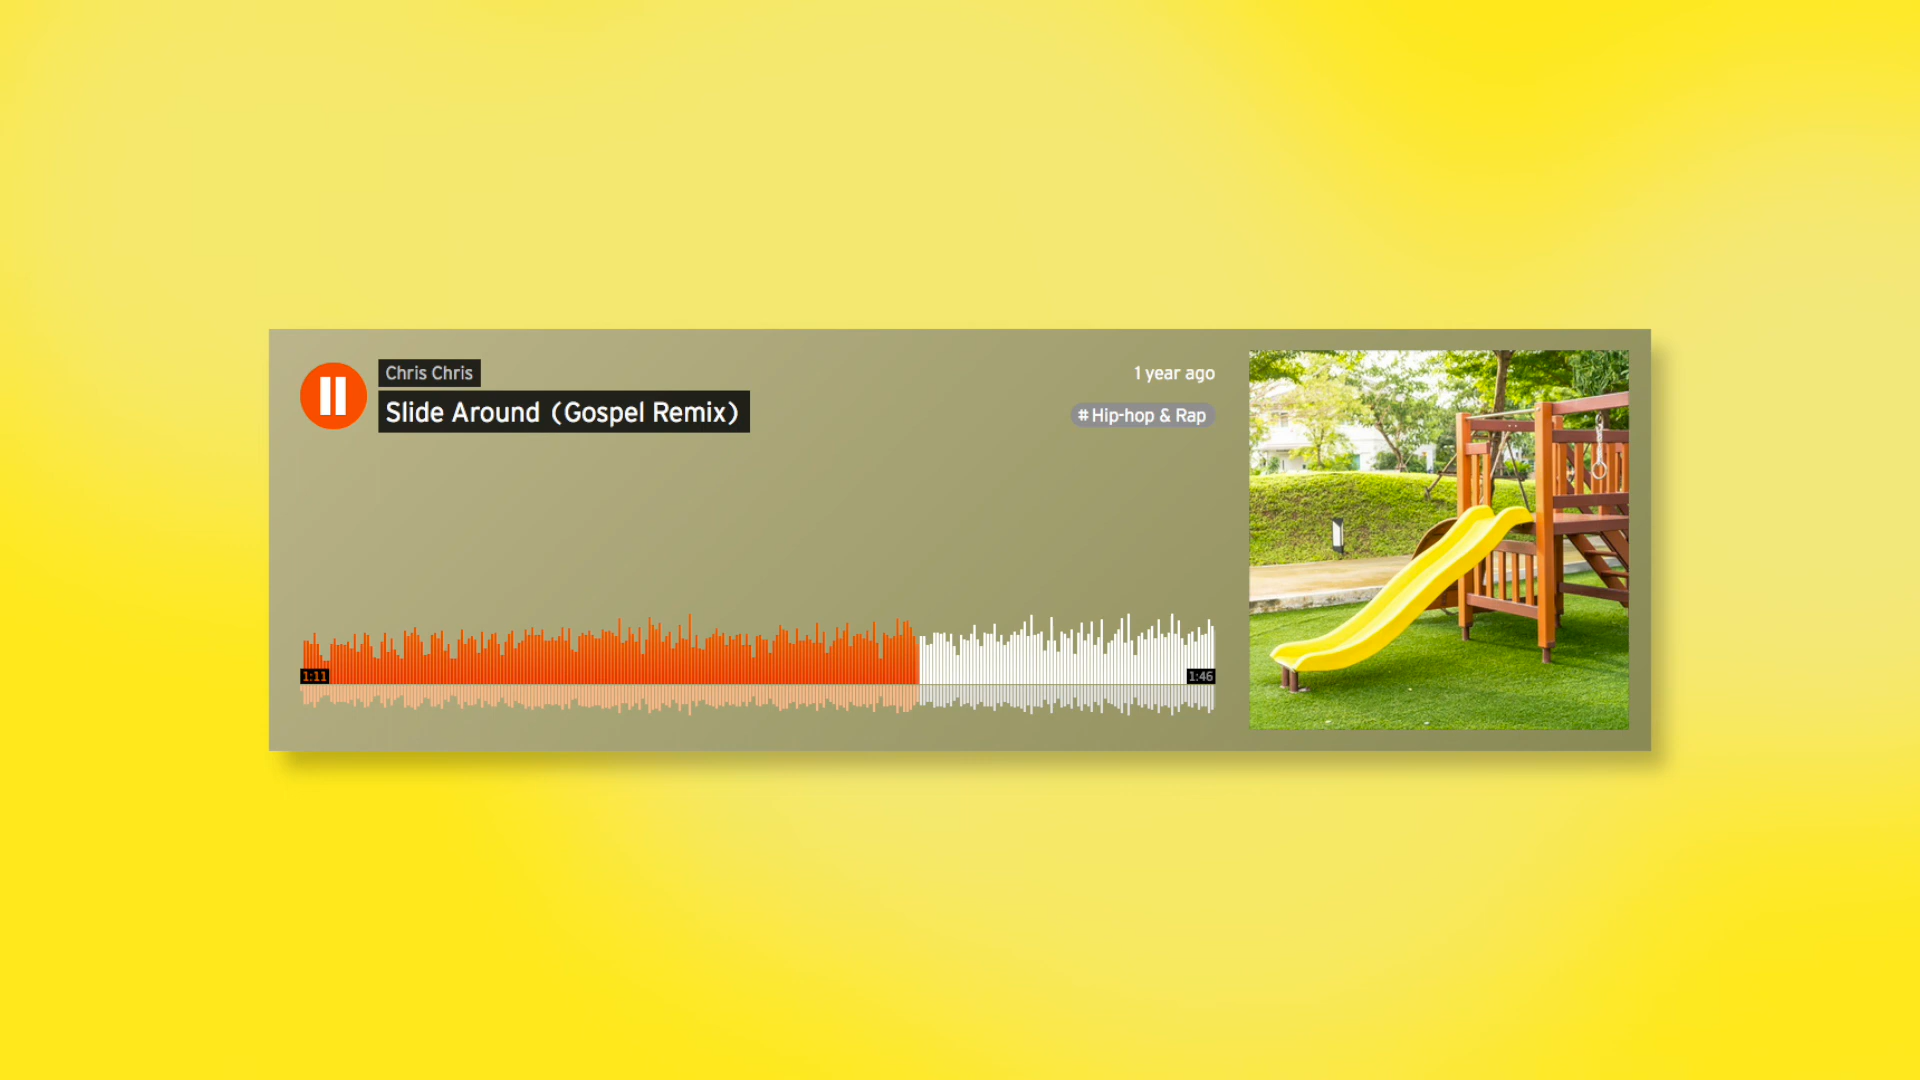 Chris Chris
Slide Around (Gospel Remix)
1 year ago
# Hip-hop & Rap
1:11
1:46